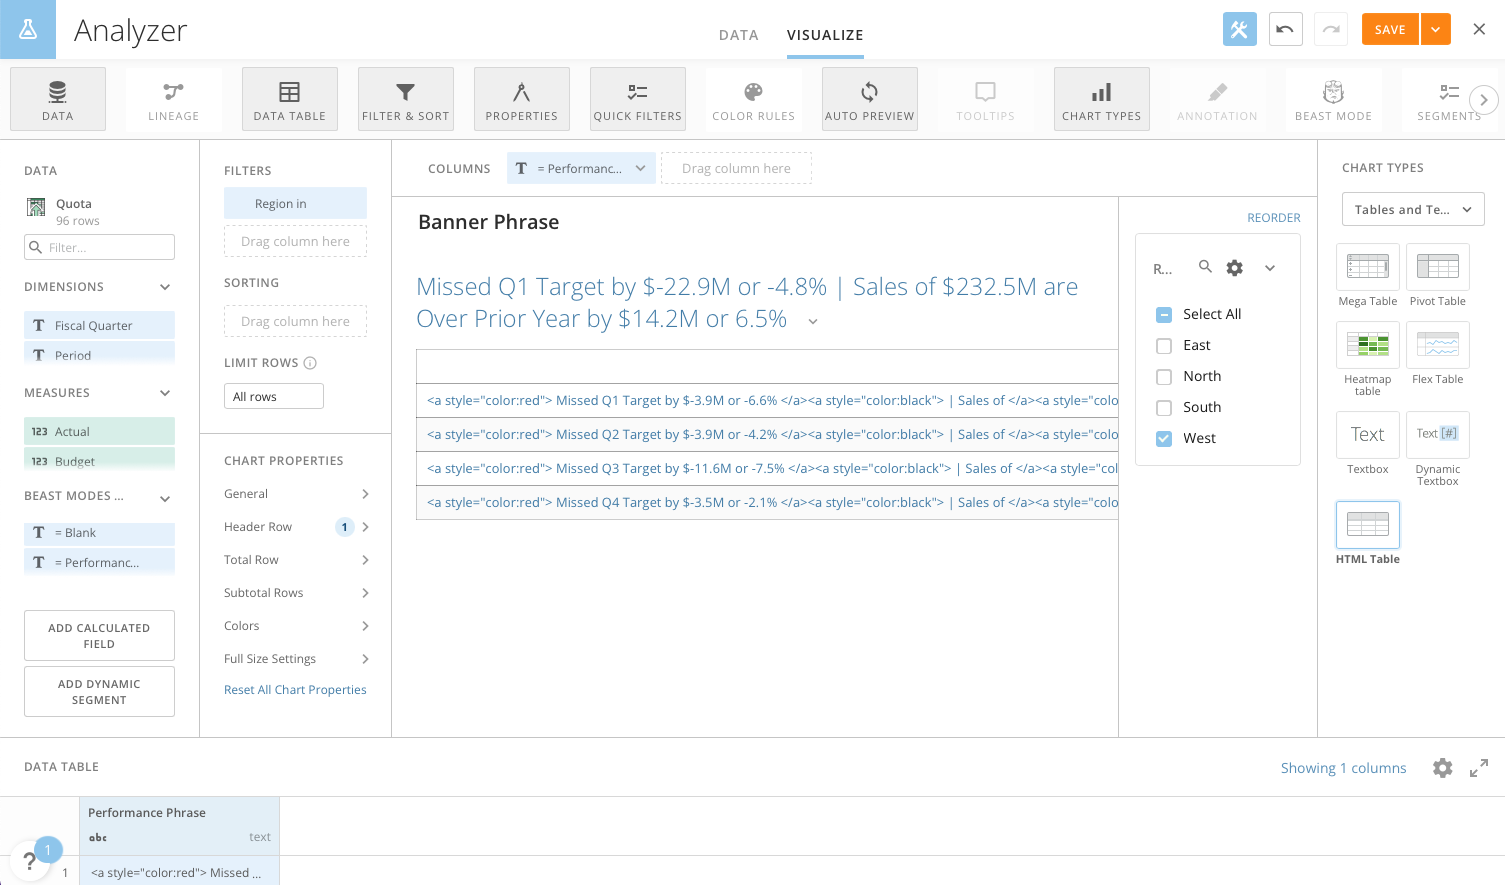 Analyzer
DATA
VISUALIZE
SAVE
DATA
LINEAGE
DATA TABLE
FILTER & SORT
PROPERTIES
QUICK FILTERS
COLOR RULES
AUTO PREVIEW
TOOLTIPS
CHART TYPES
ANNOTATION
BEAST MODE
SEGMENTS
DATA
Quota
96 rows
Filter...
DIMENSIONS
T Fiscal Quarter
T Period
MEASURES
123 Actual
123 Budget
BEAST MODES ...
T = Blank
T = Performanc...
ADD CALCULATED
FIELD
ADD DYNAMIC
SEGMENT
FILTERS
Region in
Drag column here
SORTING
Drag column here
LIMIT ROWS
All rows
CHART PROPERTIES
General
Header Row 1
Total Row
Subtotal Rows
Colors
Full Size Settings
Reset All Chart Properties
COLUMNS
T = Performanc...
Drag column here
Banner Phrase
Missed Q1 Target by $-22.9M or -4.8% | Sales of $232.5M are
Over Prior Year by $14.2M or 6.5%
<a style="color:red"> Missed Q1 Target by $-3.9M or -6.6% </a><a style="color:black"> | Sales of </a><a style="colo
<a style="color:red"> Missed Q2 Target by $-3.9M or -4.2% </a><a style="color:black"> | Sales of </a><a style="colo
<a style="color:red"> Missed Q3 Target by $-11.6M or -7.5% </a><a style="color:black"> | Sales of </a><a style="col
<a style="color:red"> Missed Q4 Target by $-3.5M or -2.1% </a><a style="color:black"> | Sales of </a><a style="colo
REORDER
R...
Select All
East
North
South
West
CHART TYPES
Tables and Te...
Mega Table
Pivot Table
Heatmap
table
Flex Table
Text
Textbox
Text [#]
Dynamic
Textbox
HTML Table
DATA TABLE
Showing 1 columns
Performance Phrase
abc text
? 1
1 <a style="color:red"> Missed ...